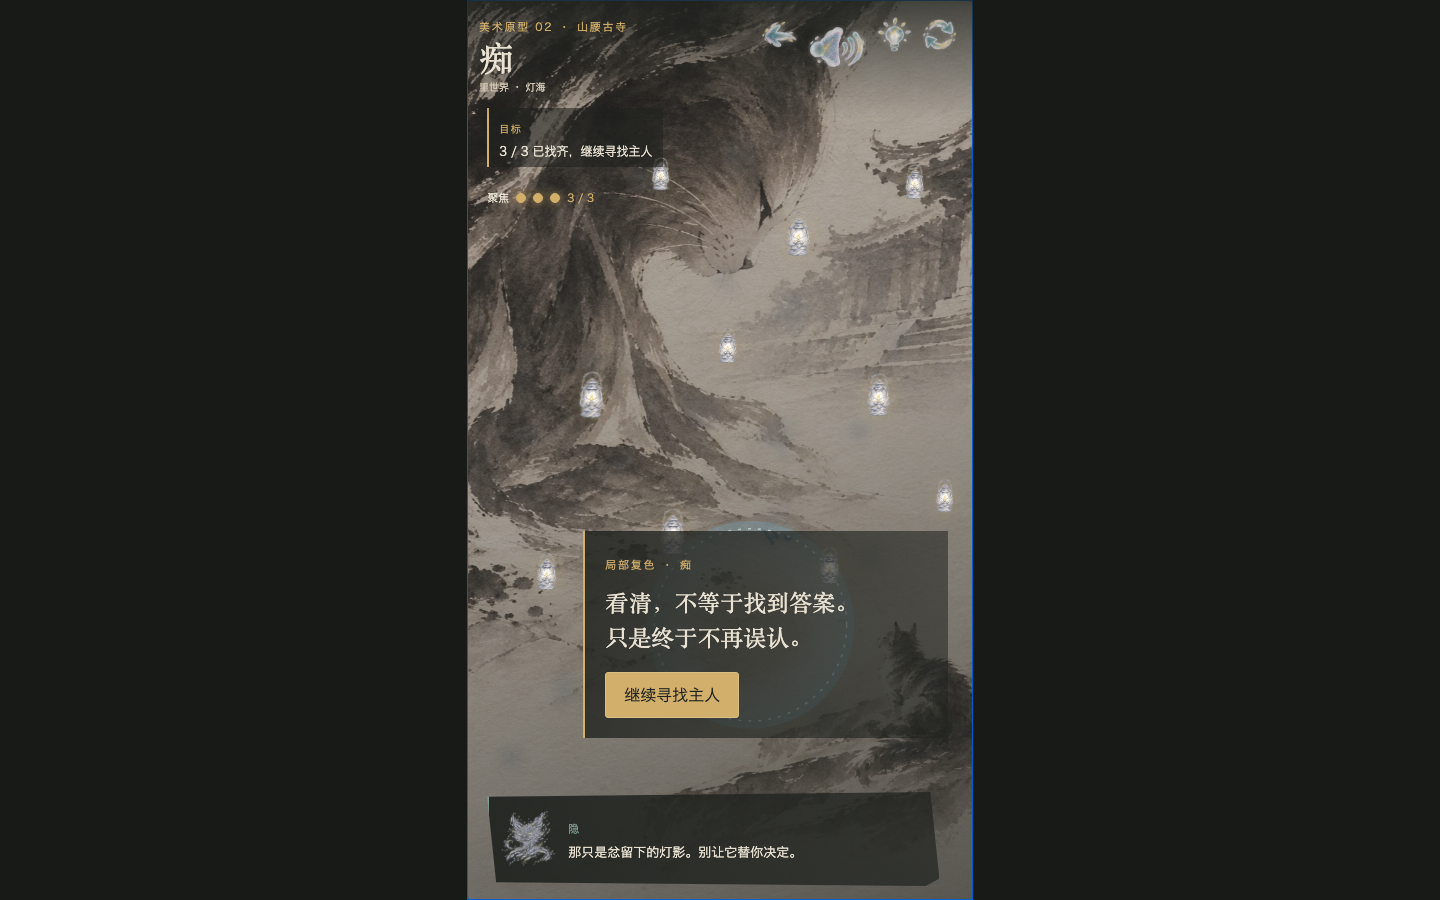 美术原型 02 · 山腰古寺
痴
里世界 · 灯海
目标
3 / 3 已找齐，继续寻找主人
聚焦 3 / 3
局部复色 · 痴
看清，不等于找到答案。
只是终于不再误认。
继续寻找主人
隐
那只是忿留下的灯影。别让它替你决定。